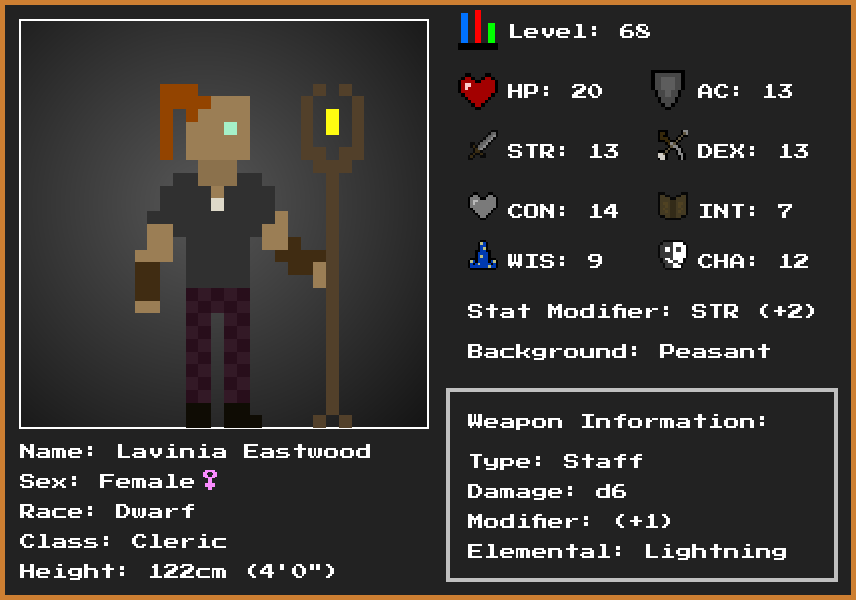 Level: 68
HP: 20
AC: 13
STR: 13
DEX: 13
CON: 14
INT: 7
WIS: 9
CHA: 12
Stat Modifier: STR (+2)
Background: Peasant
Weapon Information:
Type: Staff
Damage: d6
Modifier: (+1)
Elemental: Lightning
Name: Lavinia Eastwood
Sex: Female♀
Race: Dwarf
Class: Cleric
Height: 122cm (4'0")